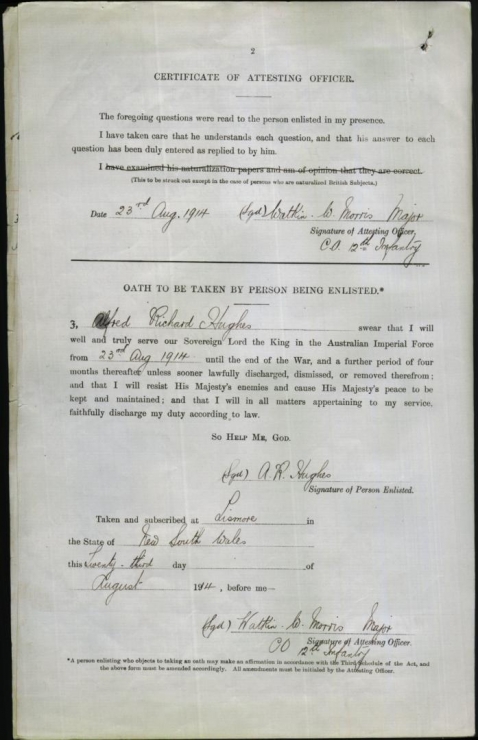 2
CERTIFICATE OF ATTESTING OFFICER.
The foregoing questions were read to the person enlisted in my presence.
I have taken care that he understands each question, and that his answer to each
question has been duly entered as replied to by him.
I have examined his naturalization papers and am of opinion that they are correct.
(This to be struck out except in the case of persons who are naturalized British Subjects.)
Date 23rd Aug. 1914 (Sgd) Watkin W Morris Major
Signature of Attesting Officer.
CO 12th Infantry
OATH TO BE TAKEN BY PERSON BEING ENLISTED.*
3. Alfred Richard Hughes swear that I will
well and truly serve our Sovereign Lord the King in the Australian Imperial Force
from 23rd Aug 1914 until the end of the War, and a further period of four
months thereafter unless sooner lawfully discharged, dismissed, or removed therefrom;
and that I will resist His Majesty's enemies and cause His Majesty's peace to be
kept and maintained; and that I will in all matters appertaining to my service,
faithfully discharge my duty according to law.
SO HELP ME, GOD.
(Sgd) A. R. Hughes
Signature of Person Enlisted.
Taken and subscribed at Lismore in
the State of New South Wales
this Twenty-third day of
August 1914, before me—
(Sgd) Watkin W Morris Major
Signature of Attesting Officer.
CO 12th Infantry
*A person enlisting who objects to taking an oath may make an affirmation in accordance with the Third Schedule of the Act, and
the above form must be amended accordingly. All amendments must be initialed by the Attesting Officer.